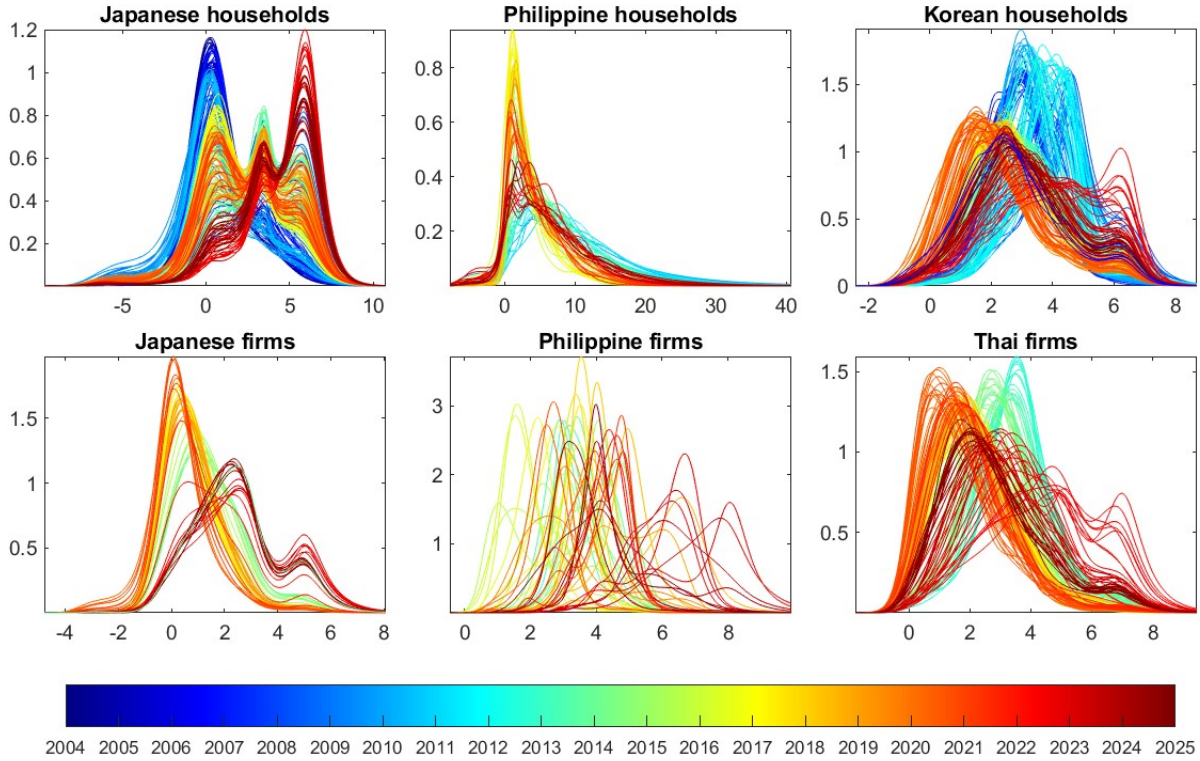 Japanese households
Philippine households
Korean households
1.2
1
0.8
0.6
0.4
0.2
-5 0 5 10
0.8
0.6
0.4
0.2
0 10 20 30 40
1.5
1
0.5
0
-2 0 2 4 6 8
Japanese firms
Philippine firms
Thai firms
1.5
1
0.5
-4 -2 0 2 4 6 8
3
2
1
0 2 4 6 8
1.5
1
0.5
0 2 4 6 8
2004 2005 2006 2007 2008 2009 2010 2011 2012 2013 2014 2015 2016 2017 2018 2019 2020 2021 2022 2023 2024 2025